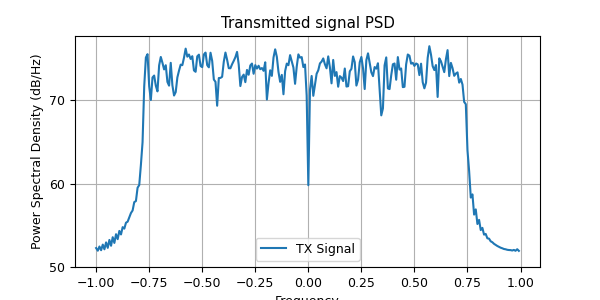 Transmitted signal PSD
Power Spectral Density (dB/Hz)
70
60
50
TX Signal
−1.00 −0.75 −0.50 −0.25 0.00 0.25 0.50 0.75 1.00
Frequency